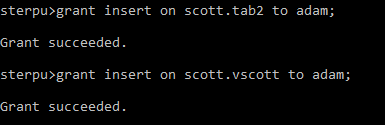 sterpu>grant insert on scott.tab2 to adam;
Grant succeeded.
sterpu>grant insert on scott.vscott to adam;
Grant succeeded.